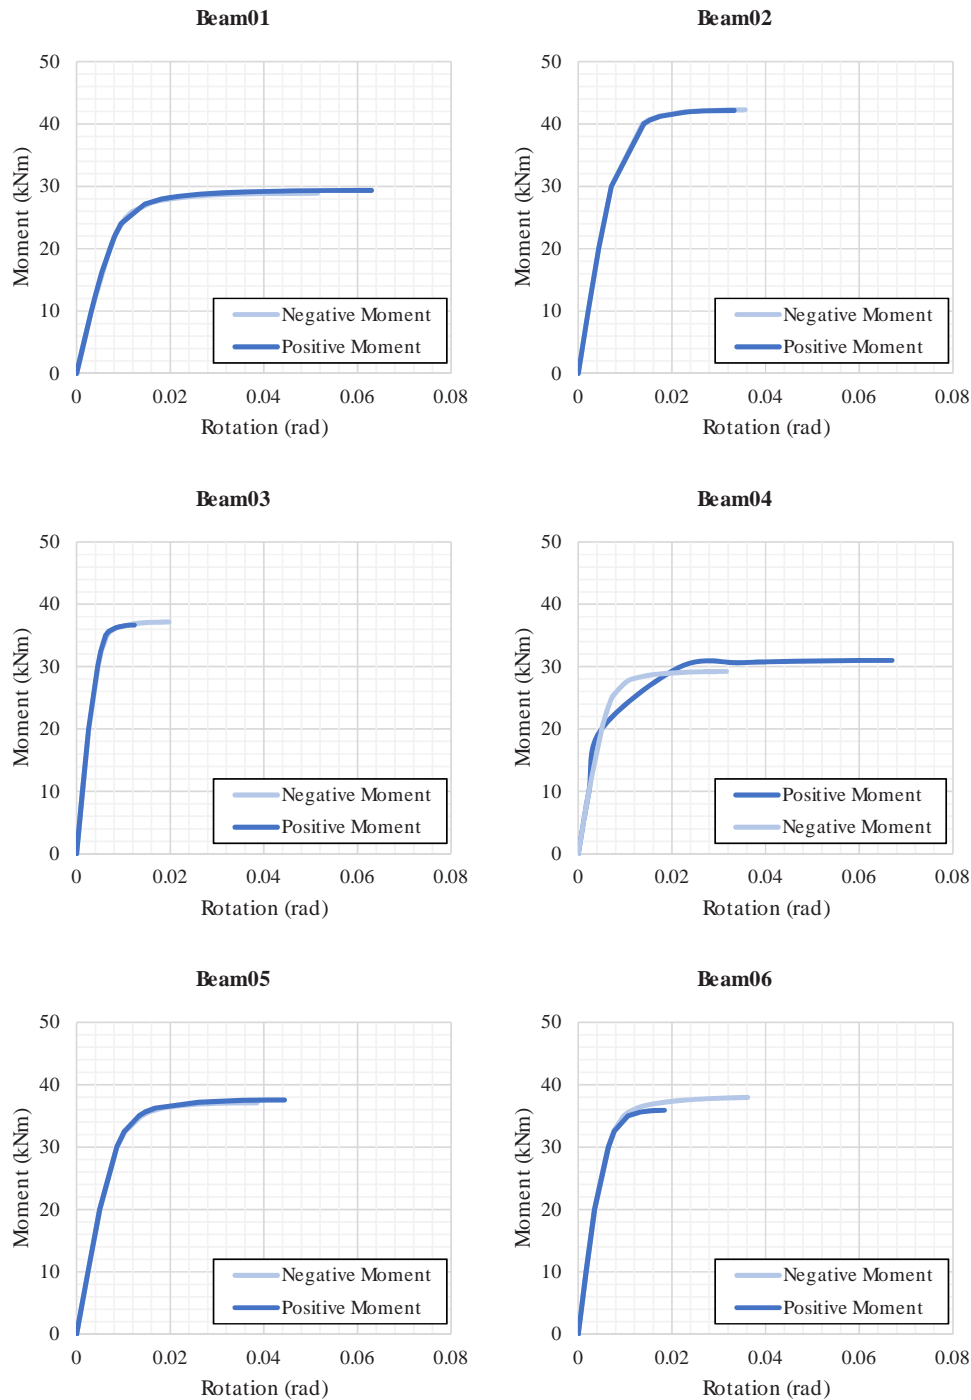 Beam01
50
40
30
20
10
0
Moment (kNm)
Negative Moment
Positive Moment
0 0.02 0.04 0.06 0.08
Rotation (rad)
Beam02
50
40
30
20
10
0
Moment (kNm)
Negative Moment
Positive Moment
0 0.02 0.04 0.06 0.08
Rotation (rad)
Beam03
50
40
30
20
10
0
Moment (kNm)
Negative Moment
Positive Moment
0 0.02 0.04 0.06 0.08
Rotation (rad)
Beam04
50
40
30
20
10
0
Moment (kNm)
Positive Moment
Negative Moment
0 0.02 0.04 0.06 0.08
Rotation (rad)
Beam05
50
40
30
20
10
0
Moment (kNm)
Negative Moment
Positive Moment
0 0.02 0.04 0.06 0.08
Rotation (rad)
Beam06
50
40
30
20
10
0
Moment (kNm)
Negative Moment
Positive Moment
0 0.02 0.04 0.06 0.08
Rotation (rad)